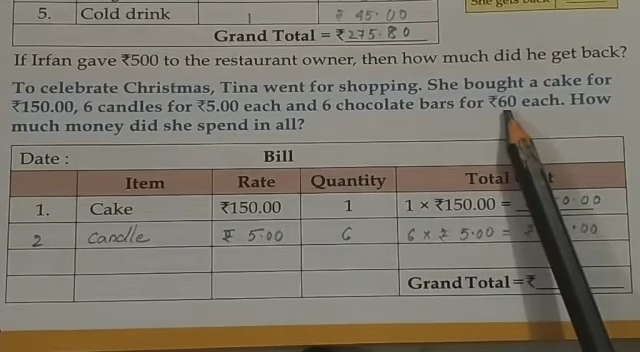 She gets back
5. Cold drink 1 ₹ 45.00
Grand Total = ₹275.80
If Irfan gave ₹500 to the restaurant owner, then how much did he get back?
To celebrate Christmas, Tina went for shopping. She bought a cake for
₹150.00, 6 candles for ₹5.00 each and 6 chocolate bars for ₹60 each. How
much money did she spend in all?
Date : Bill
Item Rate Quantity Total
1. Cake ₹150.00 1 1 × ₹150.00 =
2 Candle ₹ 5.00 6 6 × ₹ 5.00 = ₹
Grand Total = ₹